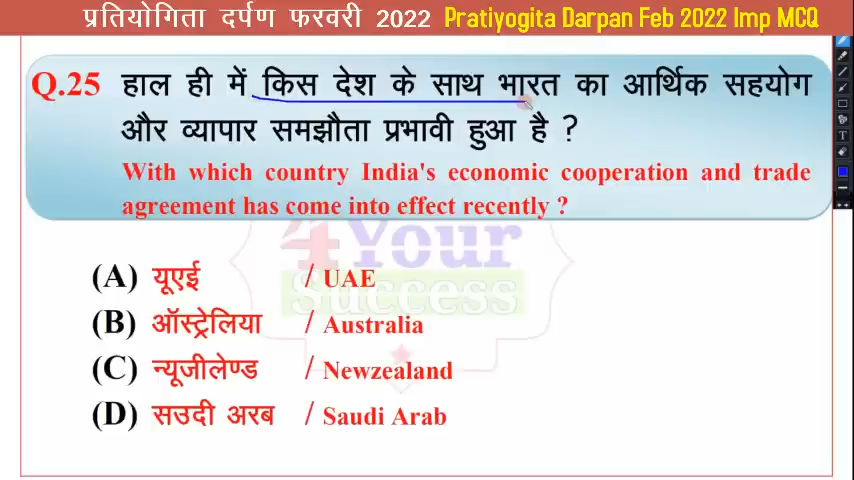 प्रतियोगिता दर्पण फरवरी 2022 Pratiyogita Darpan Feb 2022 Imp MCQ
Q.25 हाल ही में किस देश के साथ भारत का आर्थिक सहयोग
और व्यापार समझौता प्रभावी हुआ है ?
With which country India's economic cooperation and trade
agreement has come into effect recently ?
4Your
Success
(A) यूएई / UAE
(B) ऑस्ट्रेलिया / Australia
(C) न्यूजीलेण्ड / Newzealand
(D) सउदी अरब / Saudi Arab